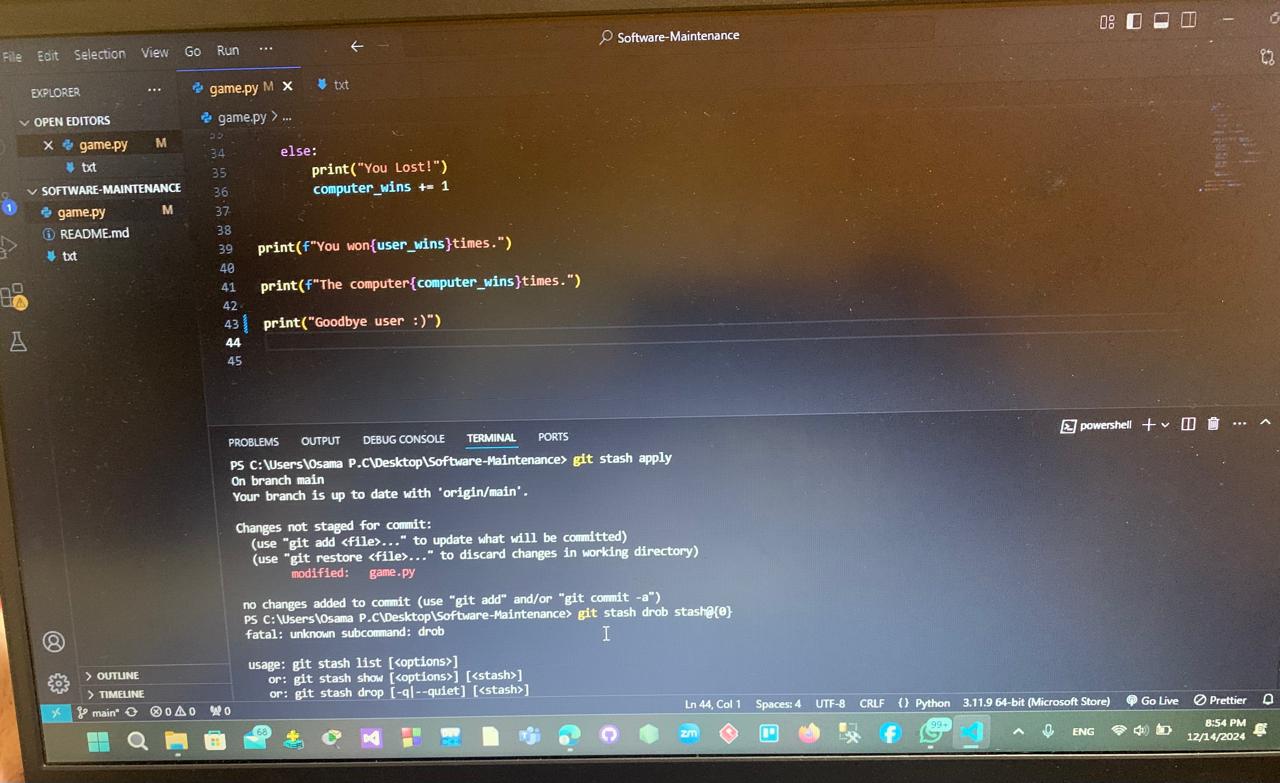 File Edit Selection View Go Run ... Software-Maintenance
EXPLORER ...
OPEN EDITORS
game.py M
txt
SOFTWARE-MAINTENANCE
game.py M
README.md
txt
1
OUTLINE
TIMELINE
game.py M txt
game.py > ...
34 else:
35 print("You Lost!")
36 computer_wins += 1
37
38
39 print(f"You won{user_wins}times.")
40
41 print(f"The computer{computer_wins}times.")
42
43 print("Goodbye user :)")
44
45
PROBLEMS OUTPUT DEBUG CONSOLE TERMINAL PORTS powershell
PS C:\Users\Osama P.C\Desktop\Software-Maintenance> git stash apply
On branch main
Your branch is up to date with 'origin/main'.
Changes not staged for commit:
(use "git add <file>..." to update what will be committed)
(use "git restore <file>..." to discard changes in working directory)
modified: game.py
no changes added to commit (use "git add" and/or "git commit -a")
PS C:\Users\Osama P.C\Desktop\Software-Maintenance> git stash drob stash@{0}
fatal: unknown subcommand: drob
usage: git stash list [<options>]
or: git stash show [<options>] [<stash>]
or: git stash drop [-q|--quiet] [<stash>]
main* 0 0 0 Ln 44, Col 1 Spaces: 4 UTF-8 CRLF {} Python 3.11.9 64-bit (Microsoft Store) Go Live Prettier
68 zm 99+ ENG 8:54 PM
12/14/2024